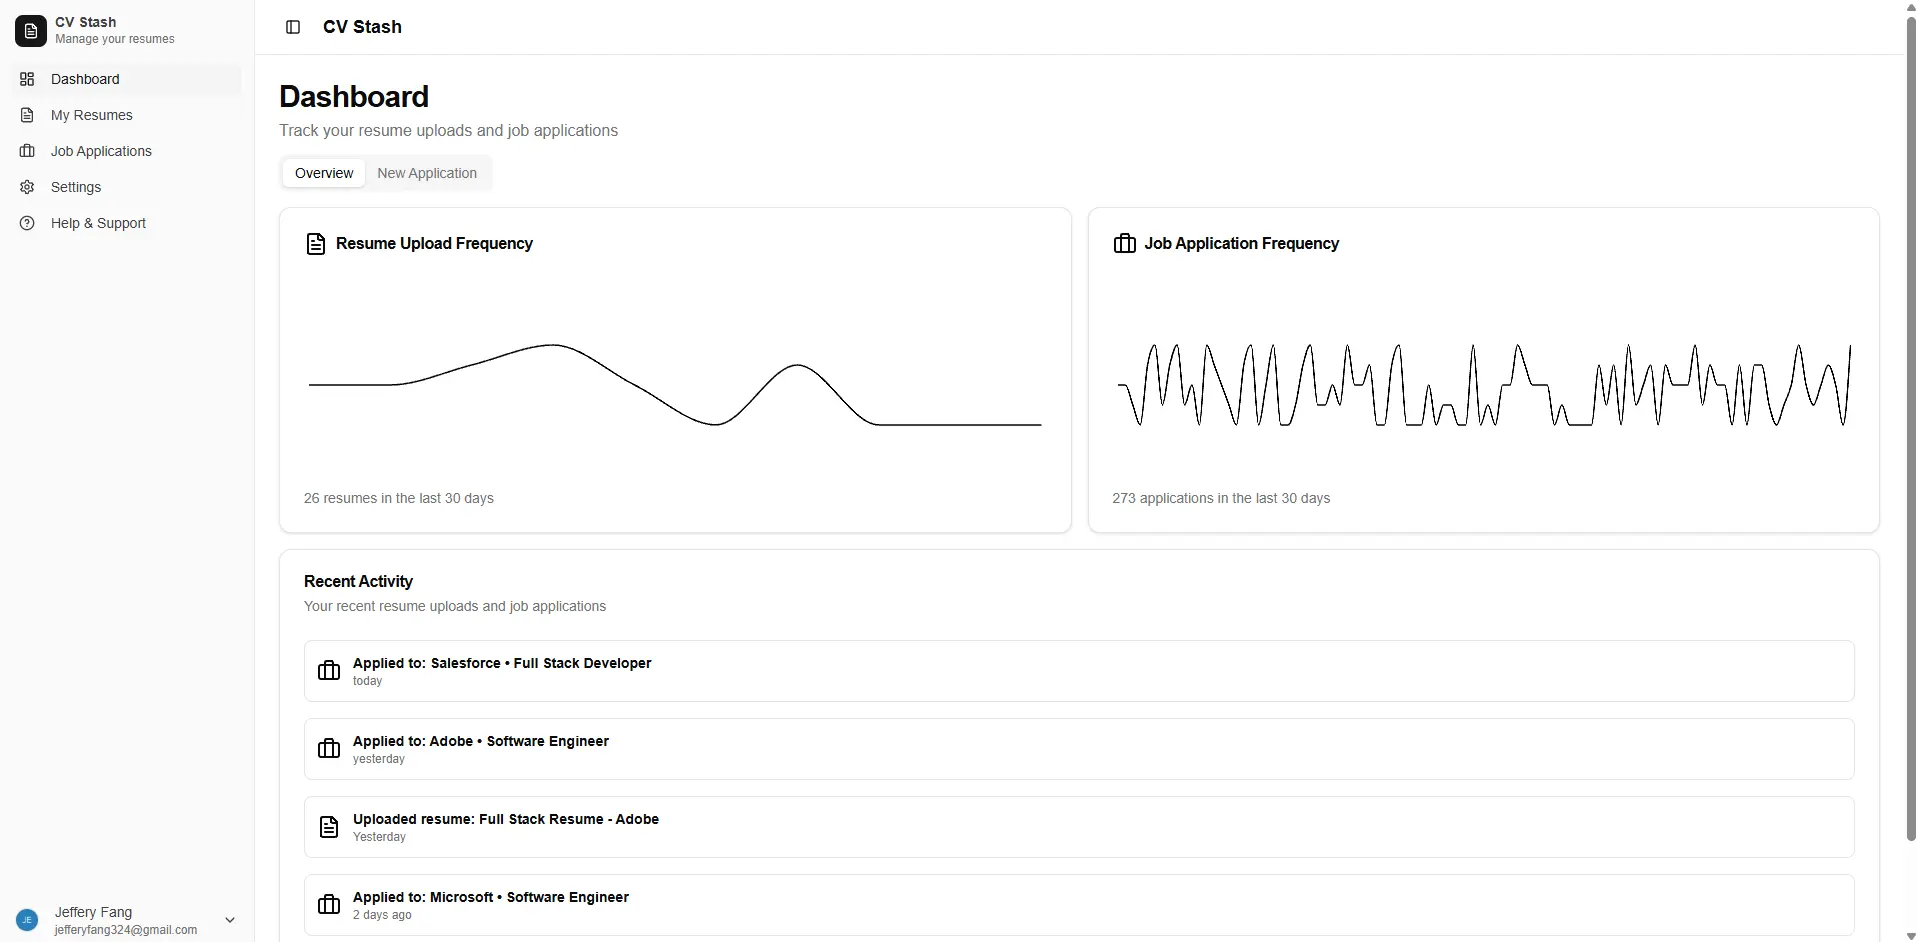 CV Stash
Manage your resumes
Dashboard
My Resumes
Job Applications
Settings
Help & Support
JE
Jeffery Fang
jefferyfang324@gmail.com
CV Stash
Dashboard
Track your resume uploads and job applications
Overview
New Application
Resume Upload Frequency
26 resumes in the last 30 days
Job Application Frequency
273 applications in the last 30 days
Recent Activity
Your recent resume uploads and job applications
Applied to: Salesforce • Full Stack Developer
today
Applied to: Adobe • Software Engineer
yesterday
Uploaded resume: Full Stack Resume - Adobe
Yesterday
Applied to: Microsoft • Software Engineer
2 days ago